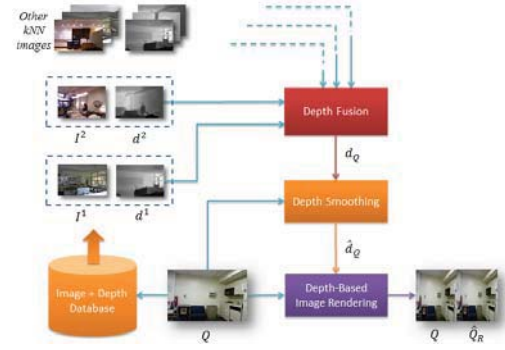 Other
kNN
images
Depth Fusion
I²
d²
d_Q
I¹
d¹
Depth Smoothing
d̂_Q
Image + Depth
Database
Depth-Based
Image Rendering
Q
Q
Q̂_R